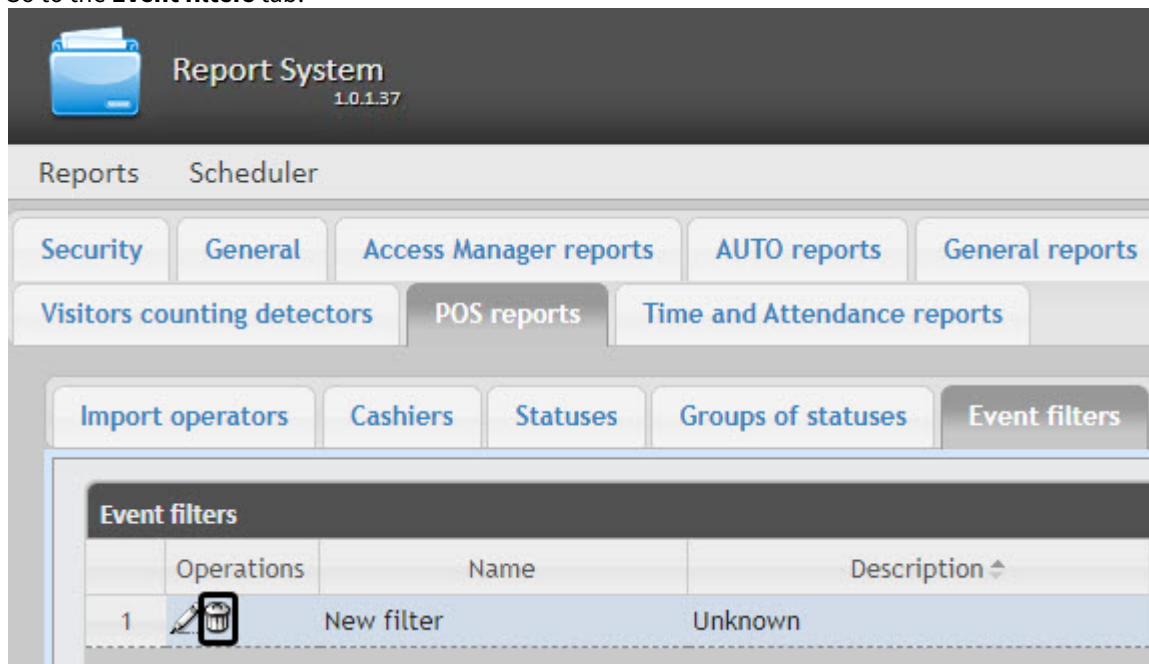 Go to the Event filters tab.
Report System
1.0.1.37
Reports Scheduler
Security General Access Manager reports AUTO reports General reports
Visitors counting detectors POS reports Time and Attendance reports
Import operators Cashiers Statuses Groups of statuses Event filters
Event filters
Operations Name Description
1 New filter Unknown